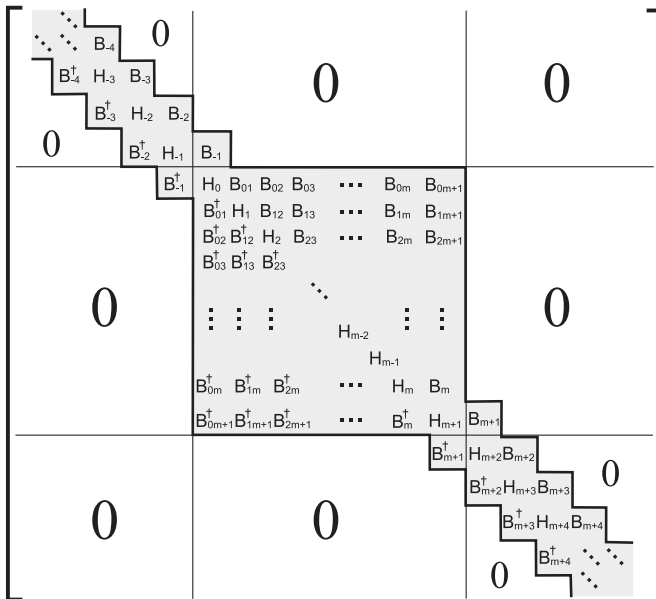 B₋₄ 0
B†₋₄ H₋₃ B₋₃ 0 0
B†₋₃ H₋₂ B₋₂
0 B†₋₂ H₋₁ B₋₁
B†₋₁ H₀ B₀₁ B₀₂ B₀₃ ⋯ B₀ₘ B₀ₘ₊₁
B†₀₁ H₁ B₁₂ B₁₃ ⋯ B₁ₘ B₁ₘ₊₁
B†₀₂ B†₁₂ H₂ B₂₃ ⋯ B₂ₘ B₂ₘ₊₁
B†₀₃ B†₁₃ B†₂₃
0 0
Hₘ₋₂
Hₘ₋₁
B†₀ₘ B†₁ₘ B†₂ₘ ⋯ Hₘ Bₘ
B†₀ₘ₊₁ B†₁ₘ₊₁ B†₂ₘ₊₁ ⋯ B†ₘ Hₘ₊₁ Bₘ₊₁
B†ₘ₊₁ Hₘ₊₂ Bₘ₊₂ 0
B†ₘ₊₂ Hₘ₊₃ Bₘ₊₃
0 0 B†ₘ₊₃ Hₘ₊₄ Bₘ₊₄
0 B†ₘ₊₄